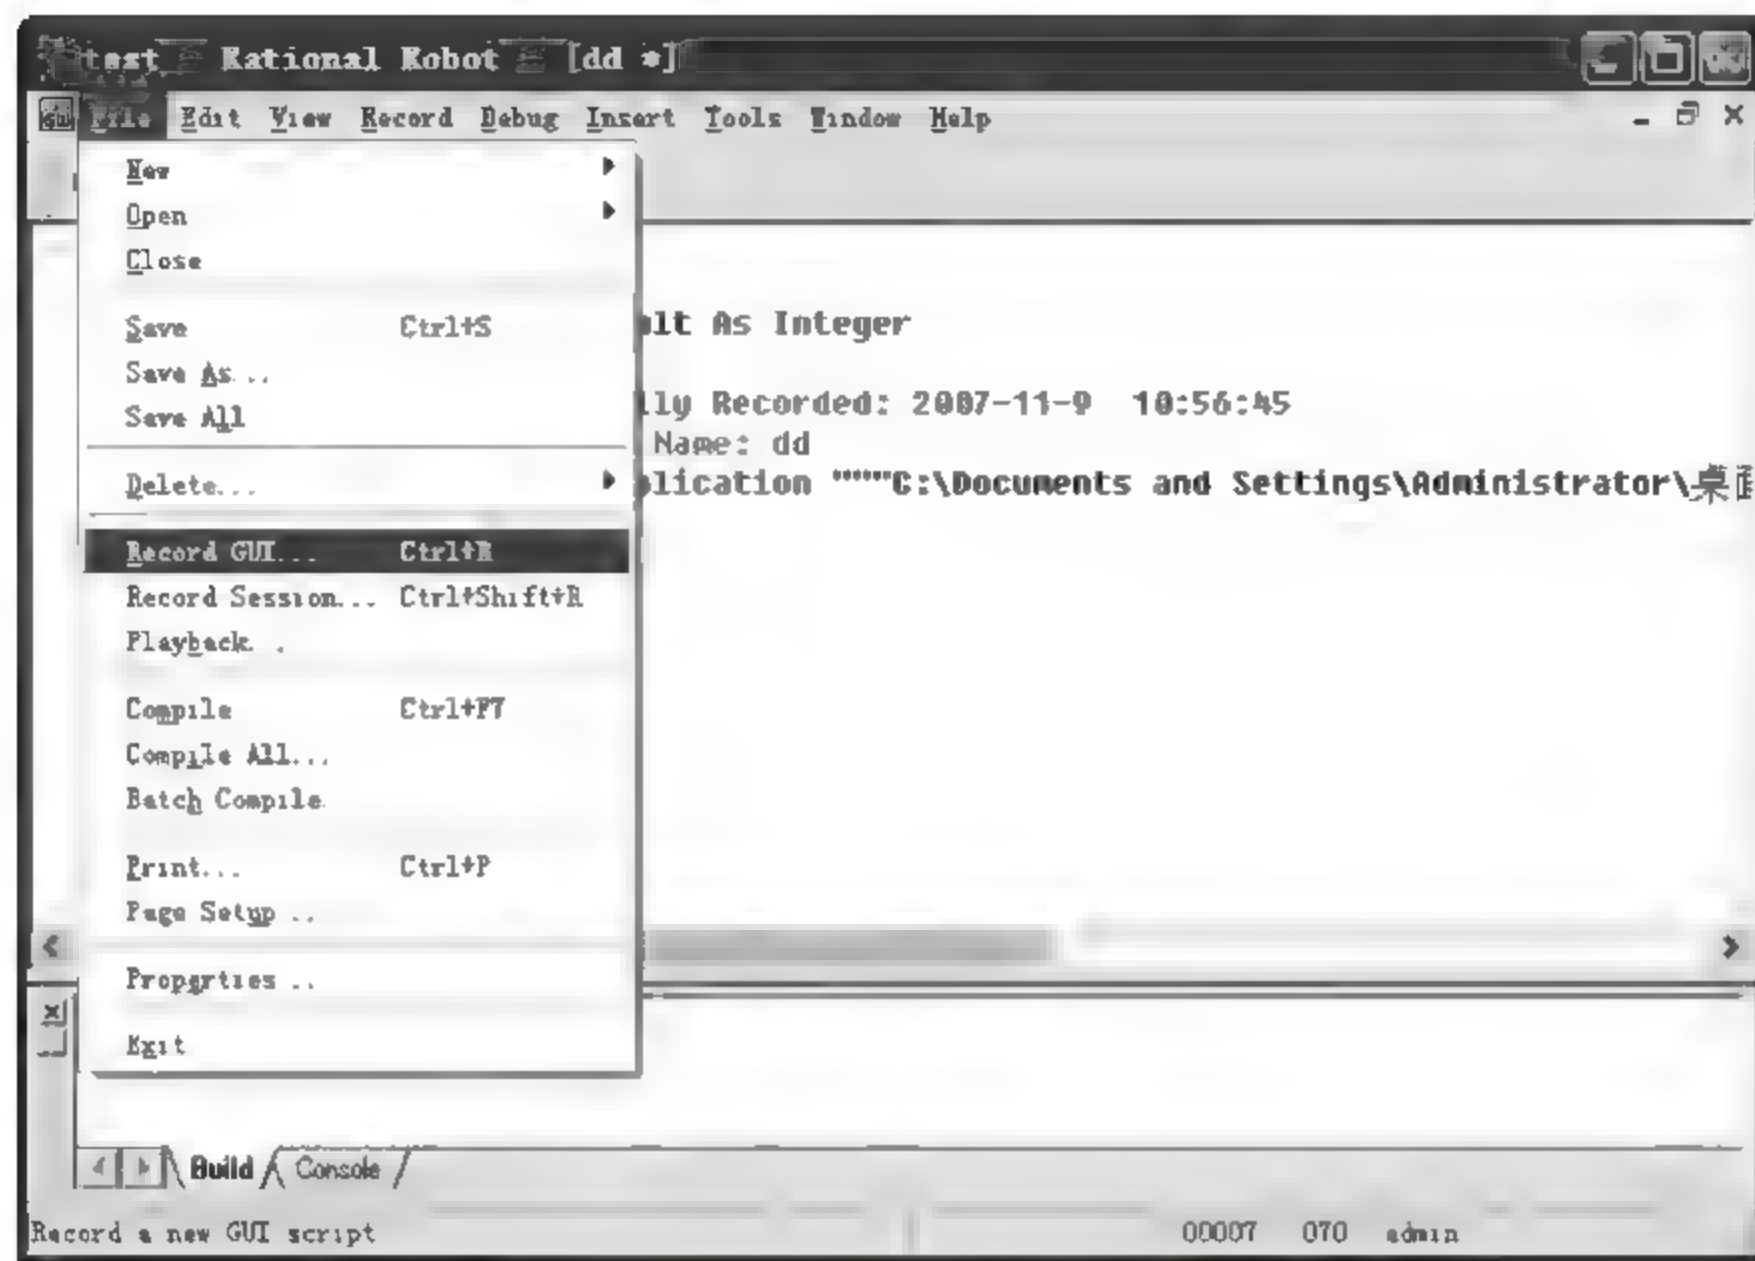 test - Rational Robot - [dd *]
File Edit View Record Debug Insert Tools Window Help
New
Open
Close
Save Ctrl+S
Save As...
Save All
Delete...
Record GUI... Ctrl+R
Record Session... Ctrl+Shift+R
Playback...
Compile Ctrl+F7
Compile All...
Batch Compile
Print... Ctrl+P
Page Setup...
Properties...
Exit
ult As Integer
lly Recorded: 2007-11-9 10:56:45
Name: dd
plication """"C:\Documents and Settings\Administrator\桌面
Build Console
Record a new GUI script 00007 070 admin